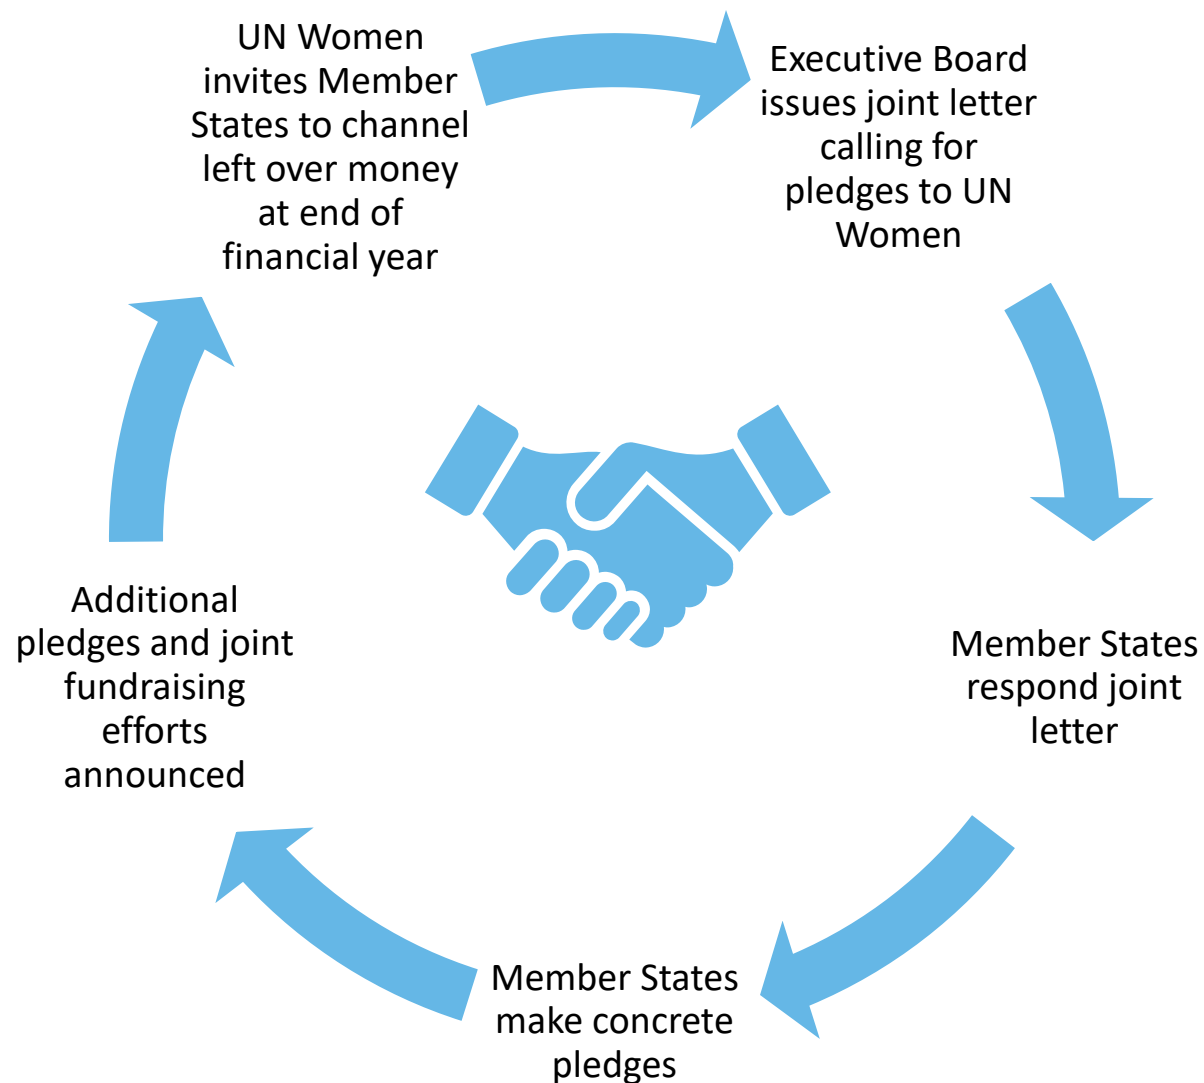 UN Women
invites Member
States to channel
left over money
at end of
financial year
Executive Board
issues joint letter
calling for
pledges to UN
Women
Member States
respond joint
letter
Member States
make concrete
pledges
Additional
pledges and joint
fundraising
efforts
announced